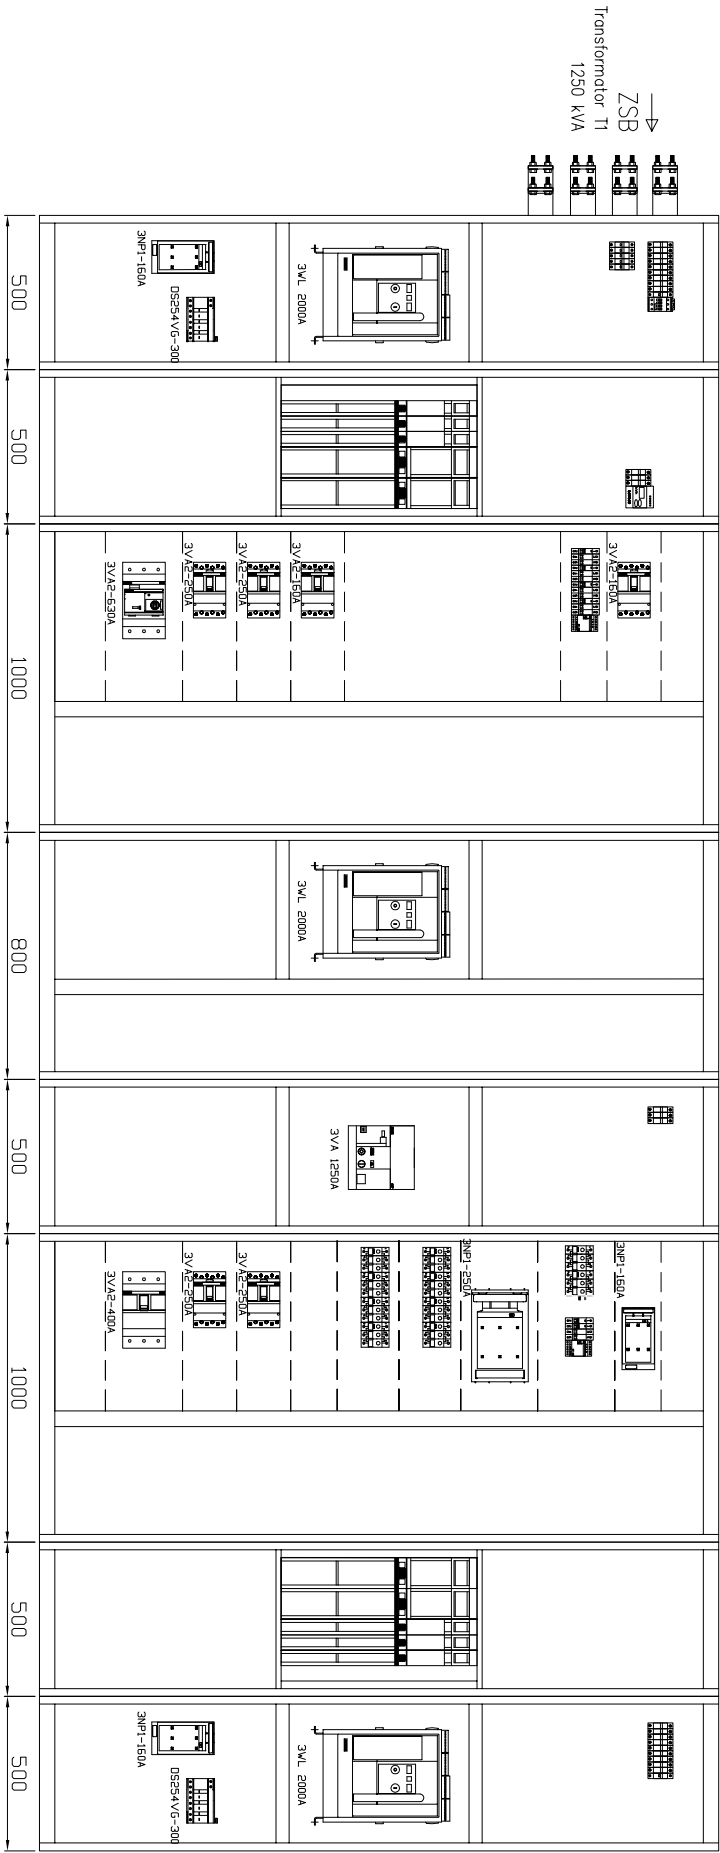 Transformator T1
1250 kVA
ZSB
3NP1-160A
DS254VG-300
3WL 2000A
500
500
3VA2-630A
3VA2-250A
3VA2-250A
3VA2-160A
3VA2-160A
1000
3WL 2000A
800
3VA 1250A
500
3VA2-400A
3VA2-250A
3VA2-250A
3NP1-250A
3NP1-160A
1000
500
3NP1-160A
DS254VG-300
3WL 2000A
500